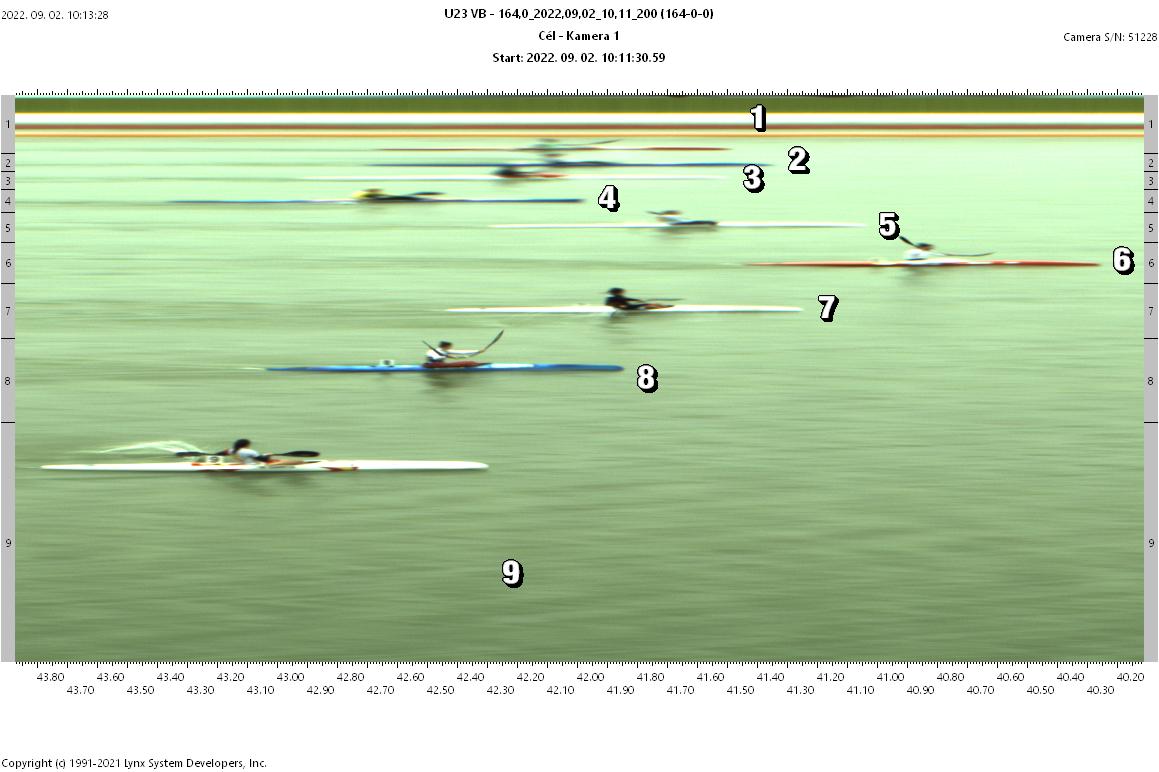 2022. 09. 02. 10:13:28
U23 VB - 164,0_2022,09,02_10,11_200 (164-0-0)
Cél - Kamera 1
Camera S/N: 51228
Start: 2022. 09. 02. 10:11:30.59
1 1 1
2 2 2
3 3 3
4 4 4
5 5 5
6 6 6
7 7 7
8 8 8
9
9 9
9
43.80 43.60 43.40 43.20 43.00 42.80 42.60 42.40 42.20 42.00 41.80 41.60 41.40 41.20 41.00 40.80 40.60 40.40 40.20
43.70 43.50 43.30 43.10 42.90 42.70 42.50 42.30 42.10 41.90 41.70 41.50 41.30 41.10 40.90 40.70 40.50 40.30
Copyright (c) 1991-2021 Lynx System Developers, Inc.